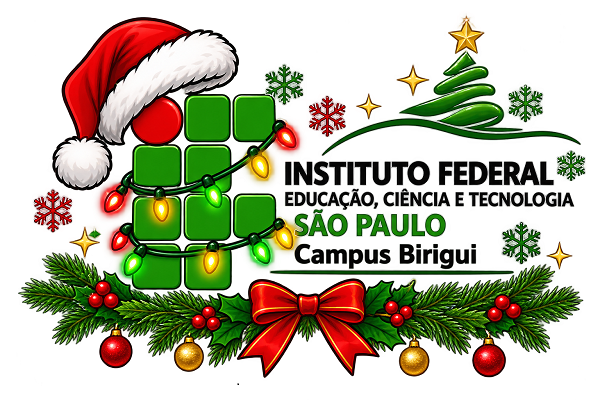 INSTITUTO FEDERAL
EDUCAÇÃO, CIÊNCIA E TECNOLOGIA
SÃO PAULO
Campus Birigui